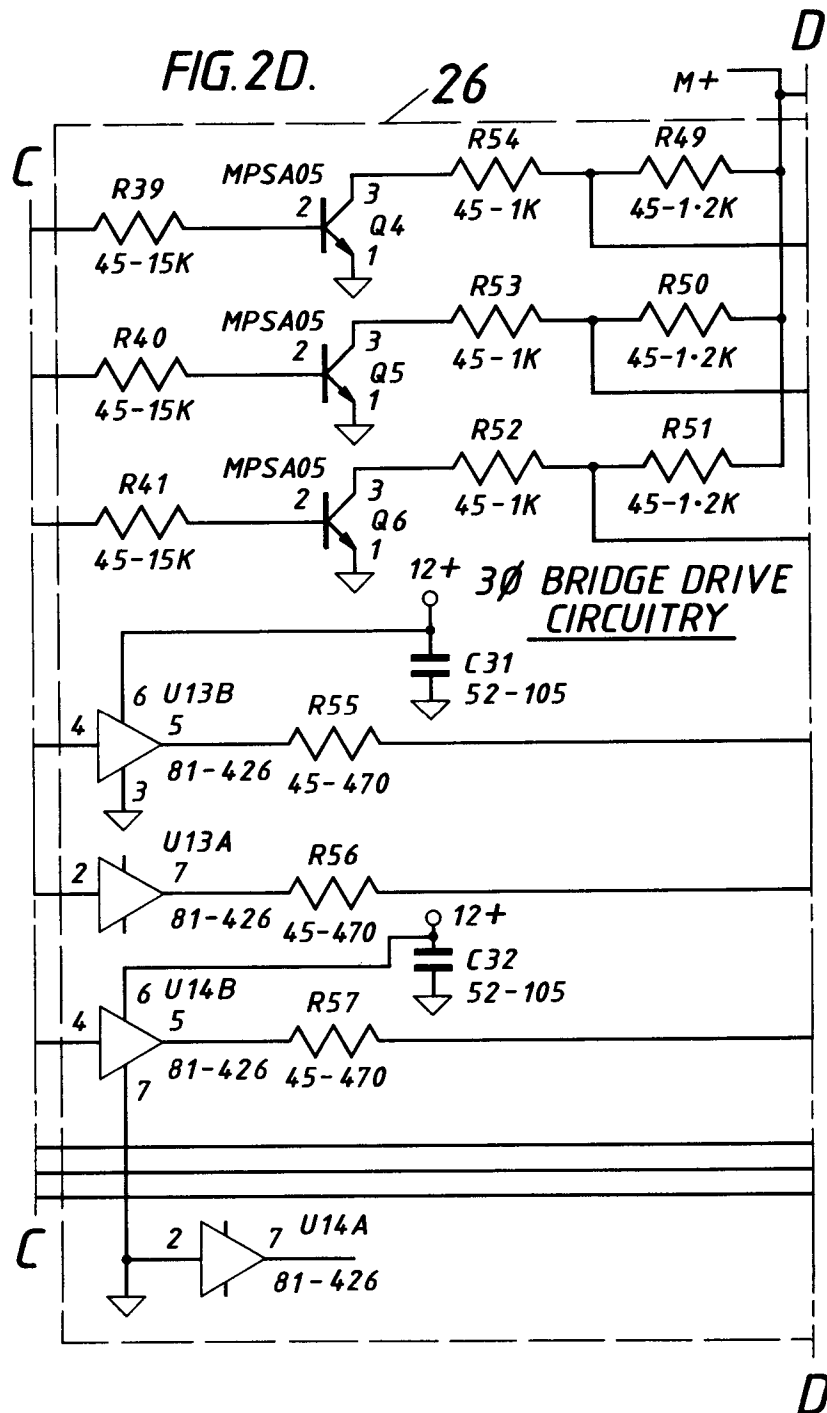 D
FIG. 2D.
26
M+
C
R39
45-15K
MPSA05
2
3
Q4
1
R54
45-1K
R49
45-1·2K
R40
45-15K
MPSA05
2
3
Q5
1
R53
45-1K
R50
45-1·2K
R41
45-15K
MPSA05
2
3
Q6
1
R52
45-1K
R51
45-1·2K
12+
3Ø BRIDGE DRIVE
CIRCUITRY
C31
52-105
4
6
U13B
5
81-426
3
R55
45-470
2
U13A
7
81-426
R56
45-470
12+
C32
52-105
4
6
U14B
5
81-426
7
R57
45-470
C
2
7
U14A
81-426
D